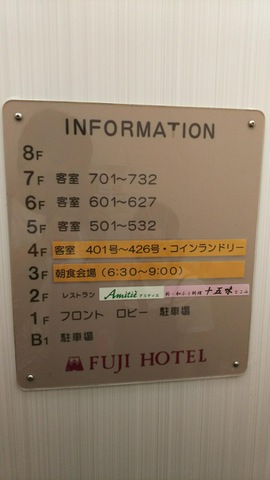 INFORMATION
8F
7F 客室 701～732
6F 客室 601～627
5F 客室 501～532
4F 客室 401号～426号・コインランドリー
3F 朝食会場 (6:30～9:00)
2F レストラン Amitié アミティエ 十五味
1F フロント ロビー 駐車場
B1 駐車場
FUJI HOTEL